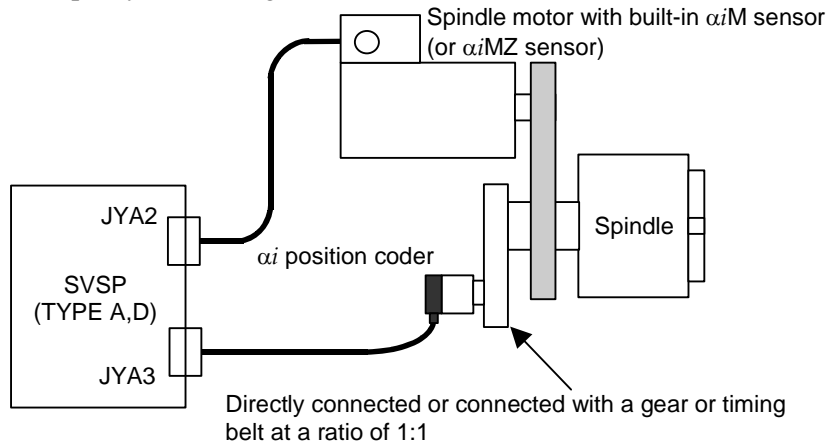 Spindle motor with built-in αiM sensor
(or αiMZ sensor)
JYA2
αi position coder
Spindle
SVSP
(TYPE A,D)
JYA3
Directly connected or connected with a gear or timing
belt at a ratio of 1:1